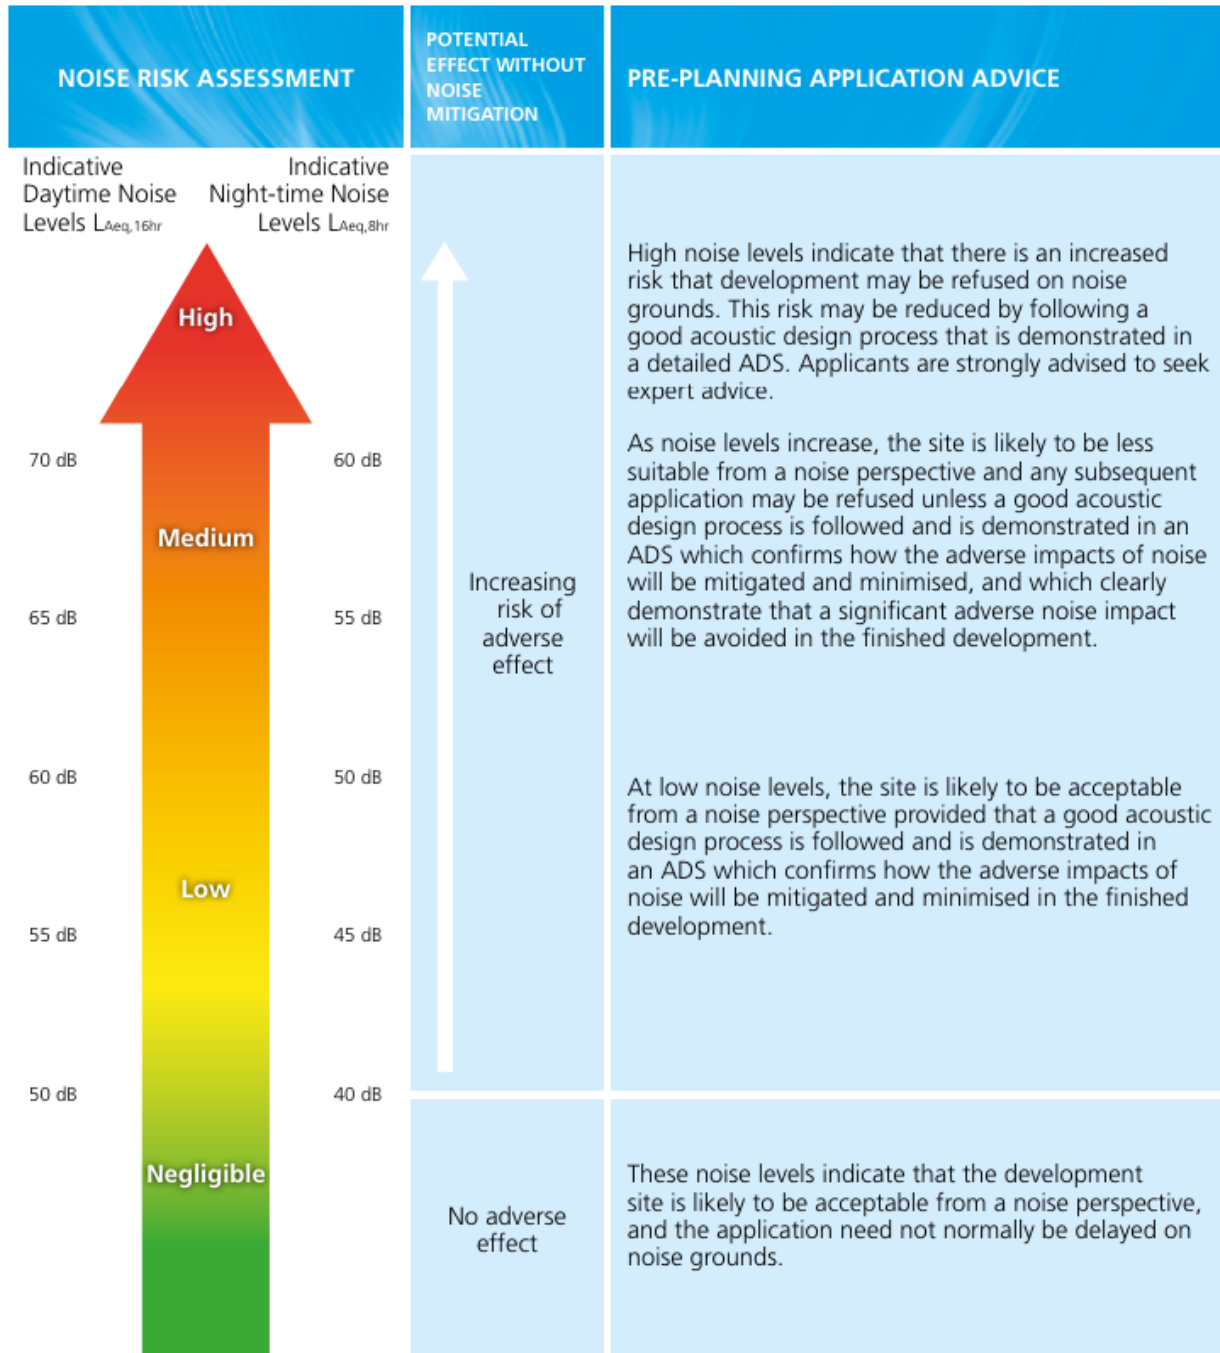 NOISE RISK ASSESSMENT
POTENTIAL
EFFECT WITHOUT
NOISE
MITIGATION
PRE-PLANNING APPLICATION ADVICE
Indicative
Daytime Noise
Levels LAeq,16hr
Indicative
Night-time Noise
Levels LAeq,8hr
High
70 dB
60 dB
Medium
65 dB
55 dB
60 dB
50 dB
Low
55 dB
45 dB
50 dB
40 dB
Negligible
Increasing
risk of
adverse
effect
No adverse
effect
High noise levels indicate that there is an increased
risk that development may be refused on noise
grounds. This risk may be reduced by following a
good acoustic design process that is demonstrated in
a detailed ADS. Applicants are strongly advised to seek
expert advice.
As noise levels increase, the site is likely to be less
suitable from a noise perspective and any subsequent
application may be refused unless a good acoustic
design process is followed and is demonstrated in an
ADS which confirms how the adverse impacts of noise
will be mitigated and minimised, and which clearly
demonstrate that a significant adverse noise impact
will be avoided in the finished development.
At low noise levels, the site is likely to be acceptable
from a noise perspective provided that a good acoustic
design process is followed and is demonstrated in
an ADS which confirms how the adverse impacts of
noise will be mitigated and minimised in the finished
development.
These noise levels indicate that the development
site is likely to be acceptable from a noise perspective,
and the application need not normally be delayed on
noise grounds.